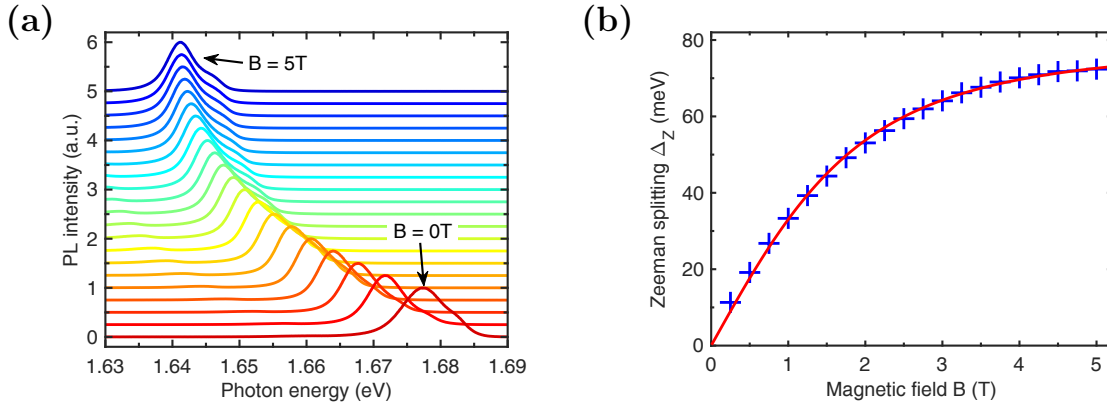 (a)
PL intensity (a.u.)
6
5
4
3
2
1
0
B = 5T
B = 0T
1.63 1.64 1.65 1.66 1.67 1.68 1.69
Photon energy (eV)
(b)
Zeeman splitting Δ_Z (meV)
80
60
40
20
0
0 1 2 3 4 5
Magnetic field B (T)